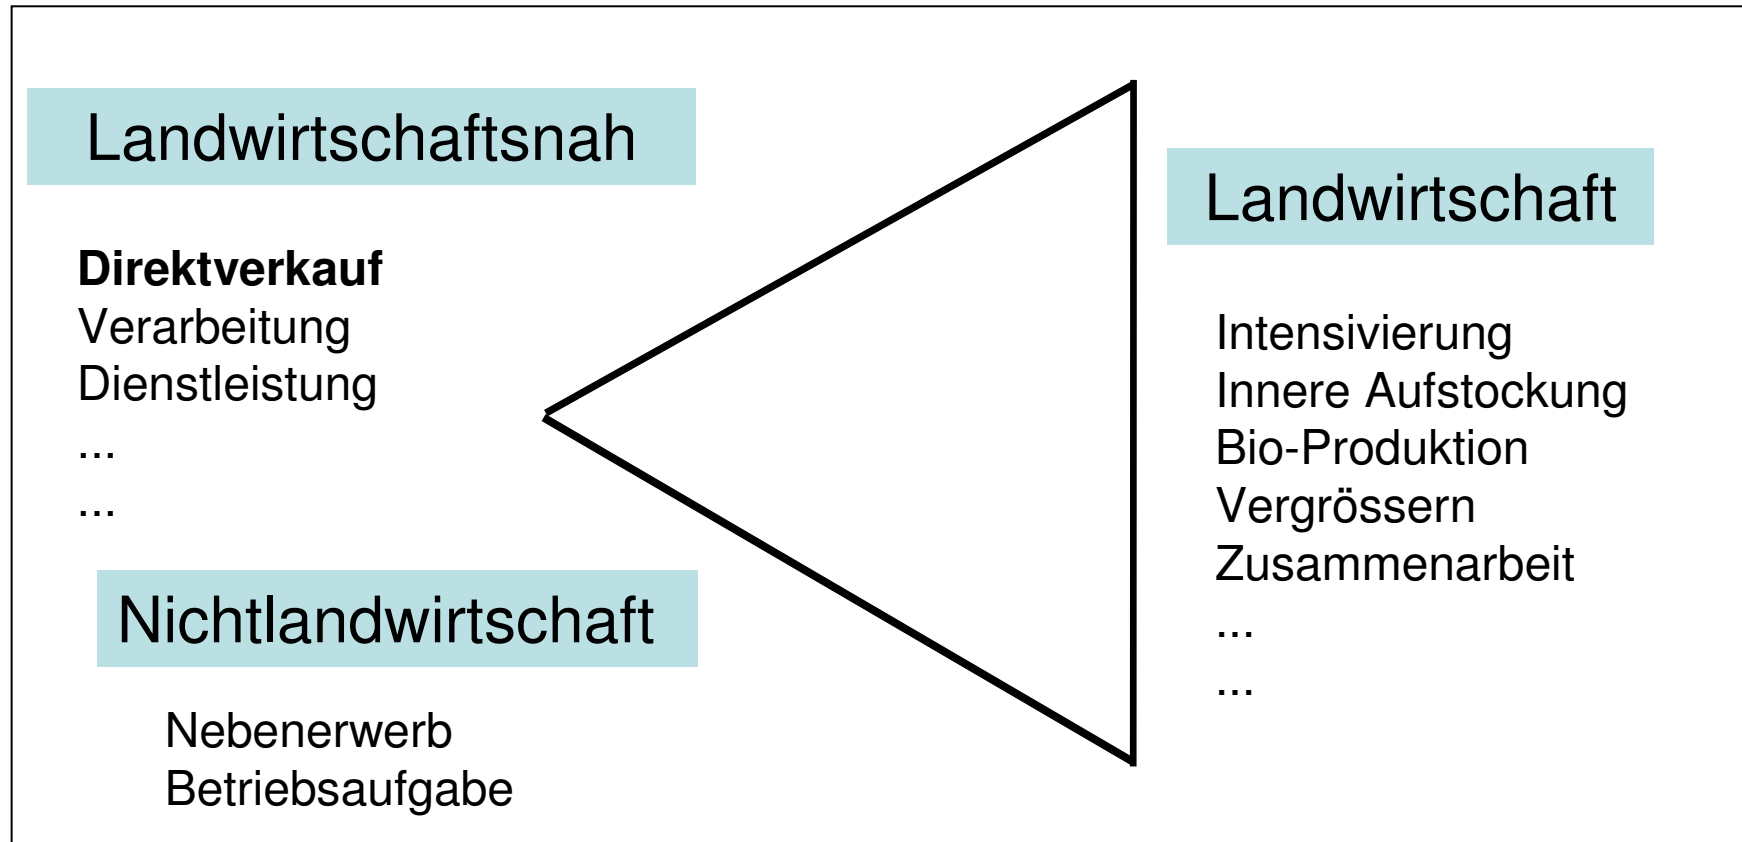 Landwirtschaftsnah
Direktverkauf
Verarbeitung
Dienstleistung
...
...
Nichtlandwirtschaft
Nebenerwerb
Betriebsaufgabe
Landwirtschaft
Intensivierung
Innere Aufstockung
Bio-Produktion
Vergrössern
Zusammenarbeit
...
...